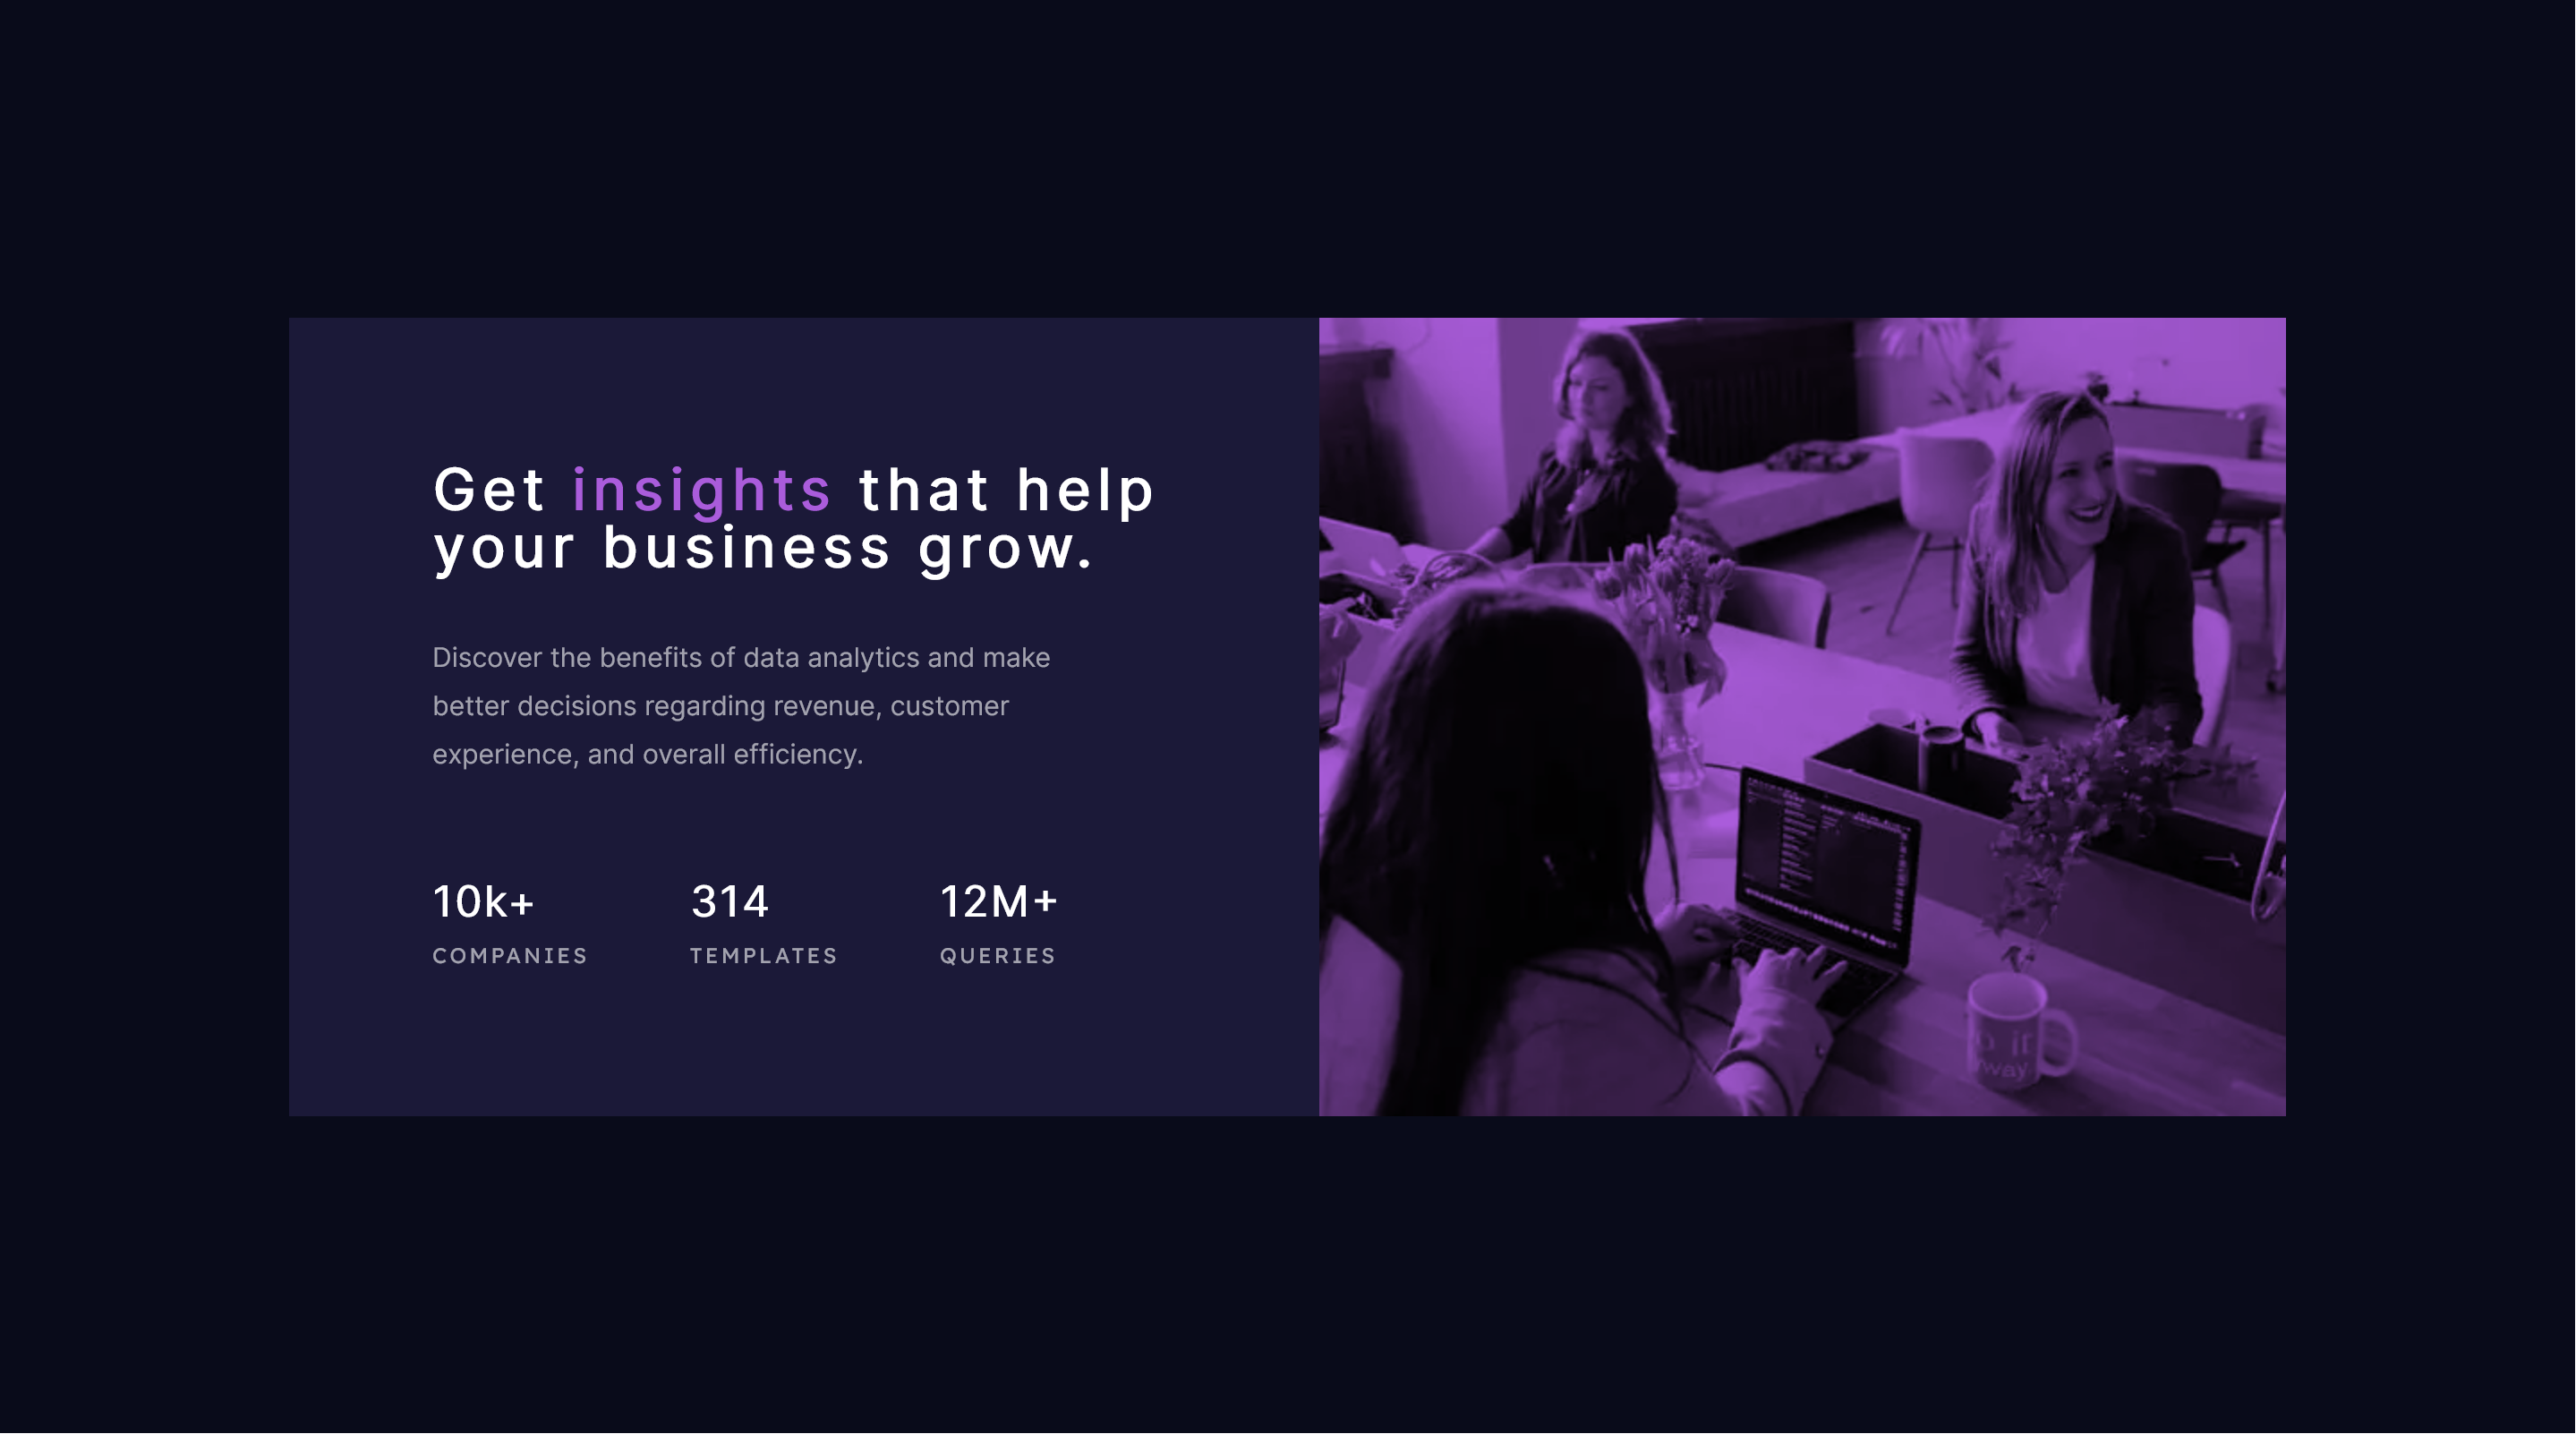 Get insights that help
your business grow.
Discover the benefits of data analytics and make
better decisions regarding revenue, customer
experience, and overall efficiency.
10k+
COMPANIES
314
TEMPLATES
12M+
QUERIES
way